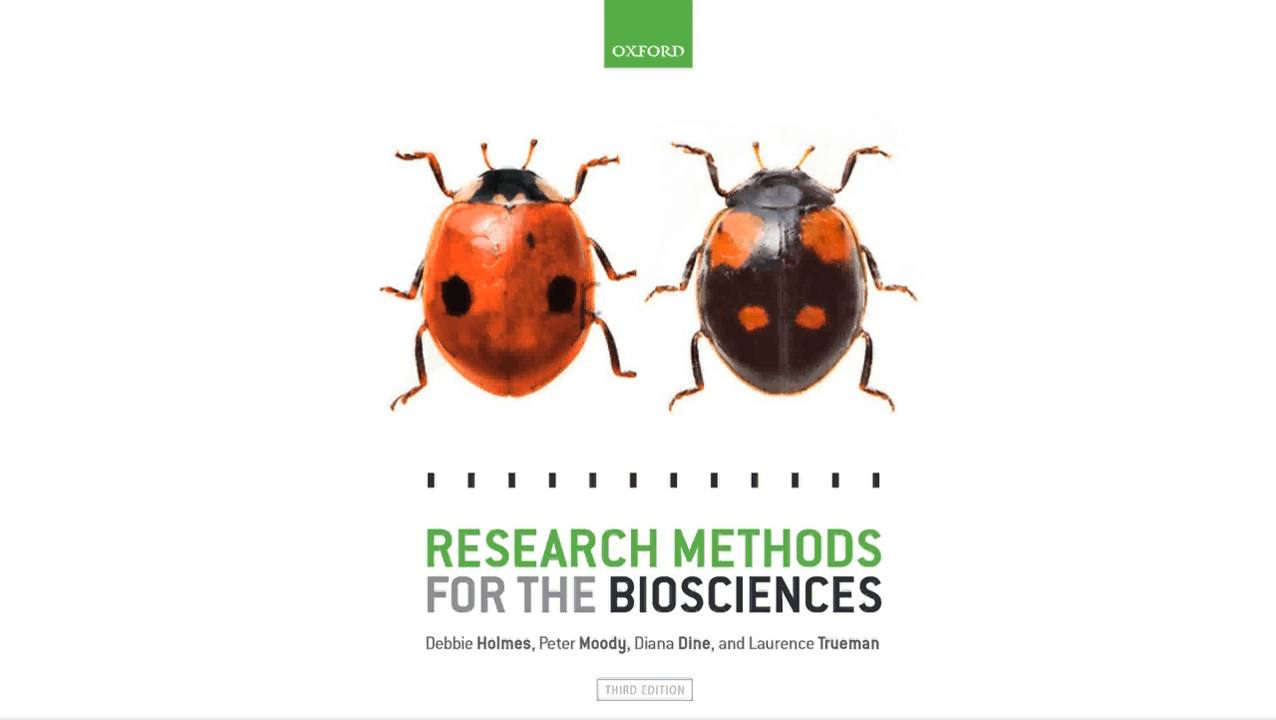 OXFORD
RESEARCH METHODS
FOR THE BIOSCIENCES
Debbie Holmes, Peter Moody, Diana Dine, and Laurence Trueman
THIRD EDITION